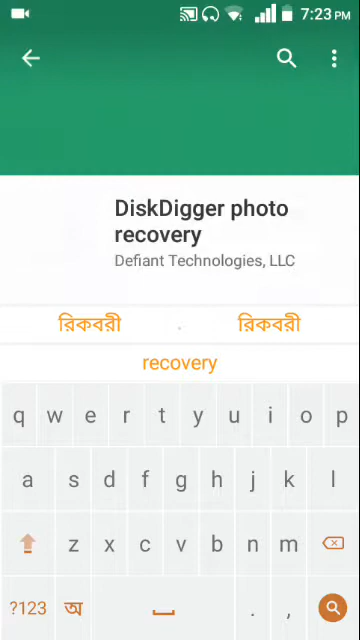 7:23 PM
DiskDigger photo
recovery
Defiant Technologies, LLC
রিকবরী রিকবরী
recovery
q w e r t y u i o p
a s d f g h j k l
z x c v b n m
?123 অ . ,